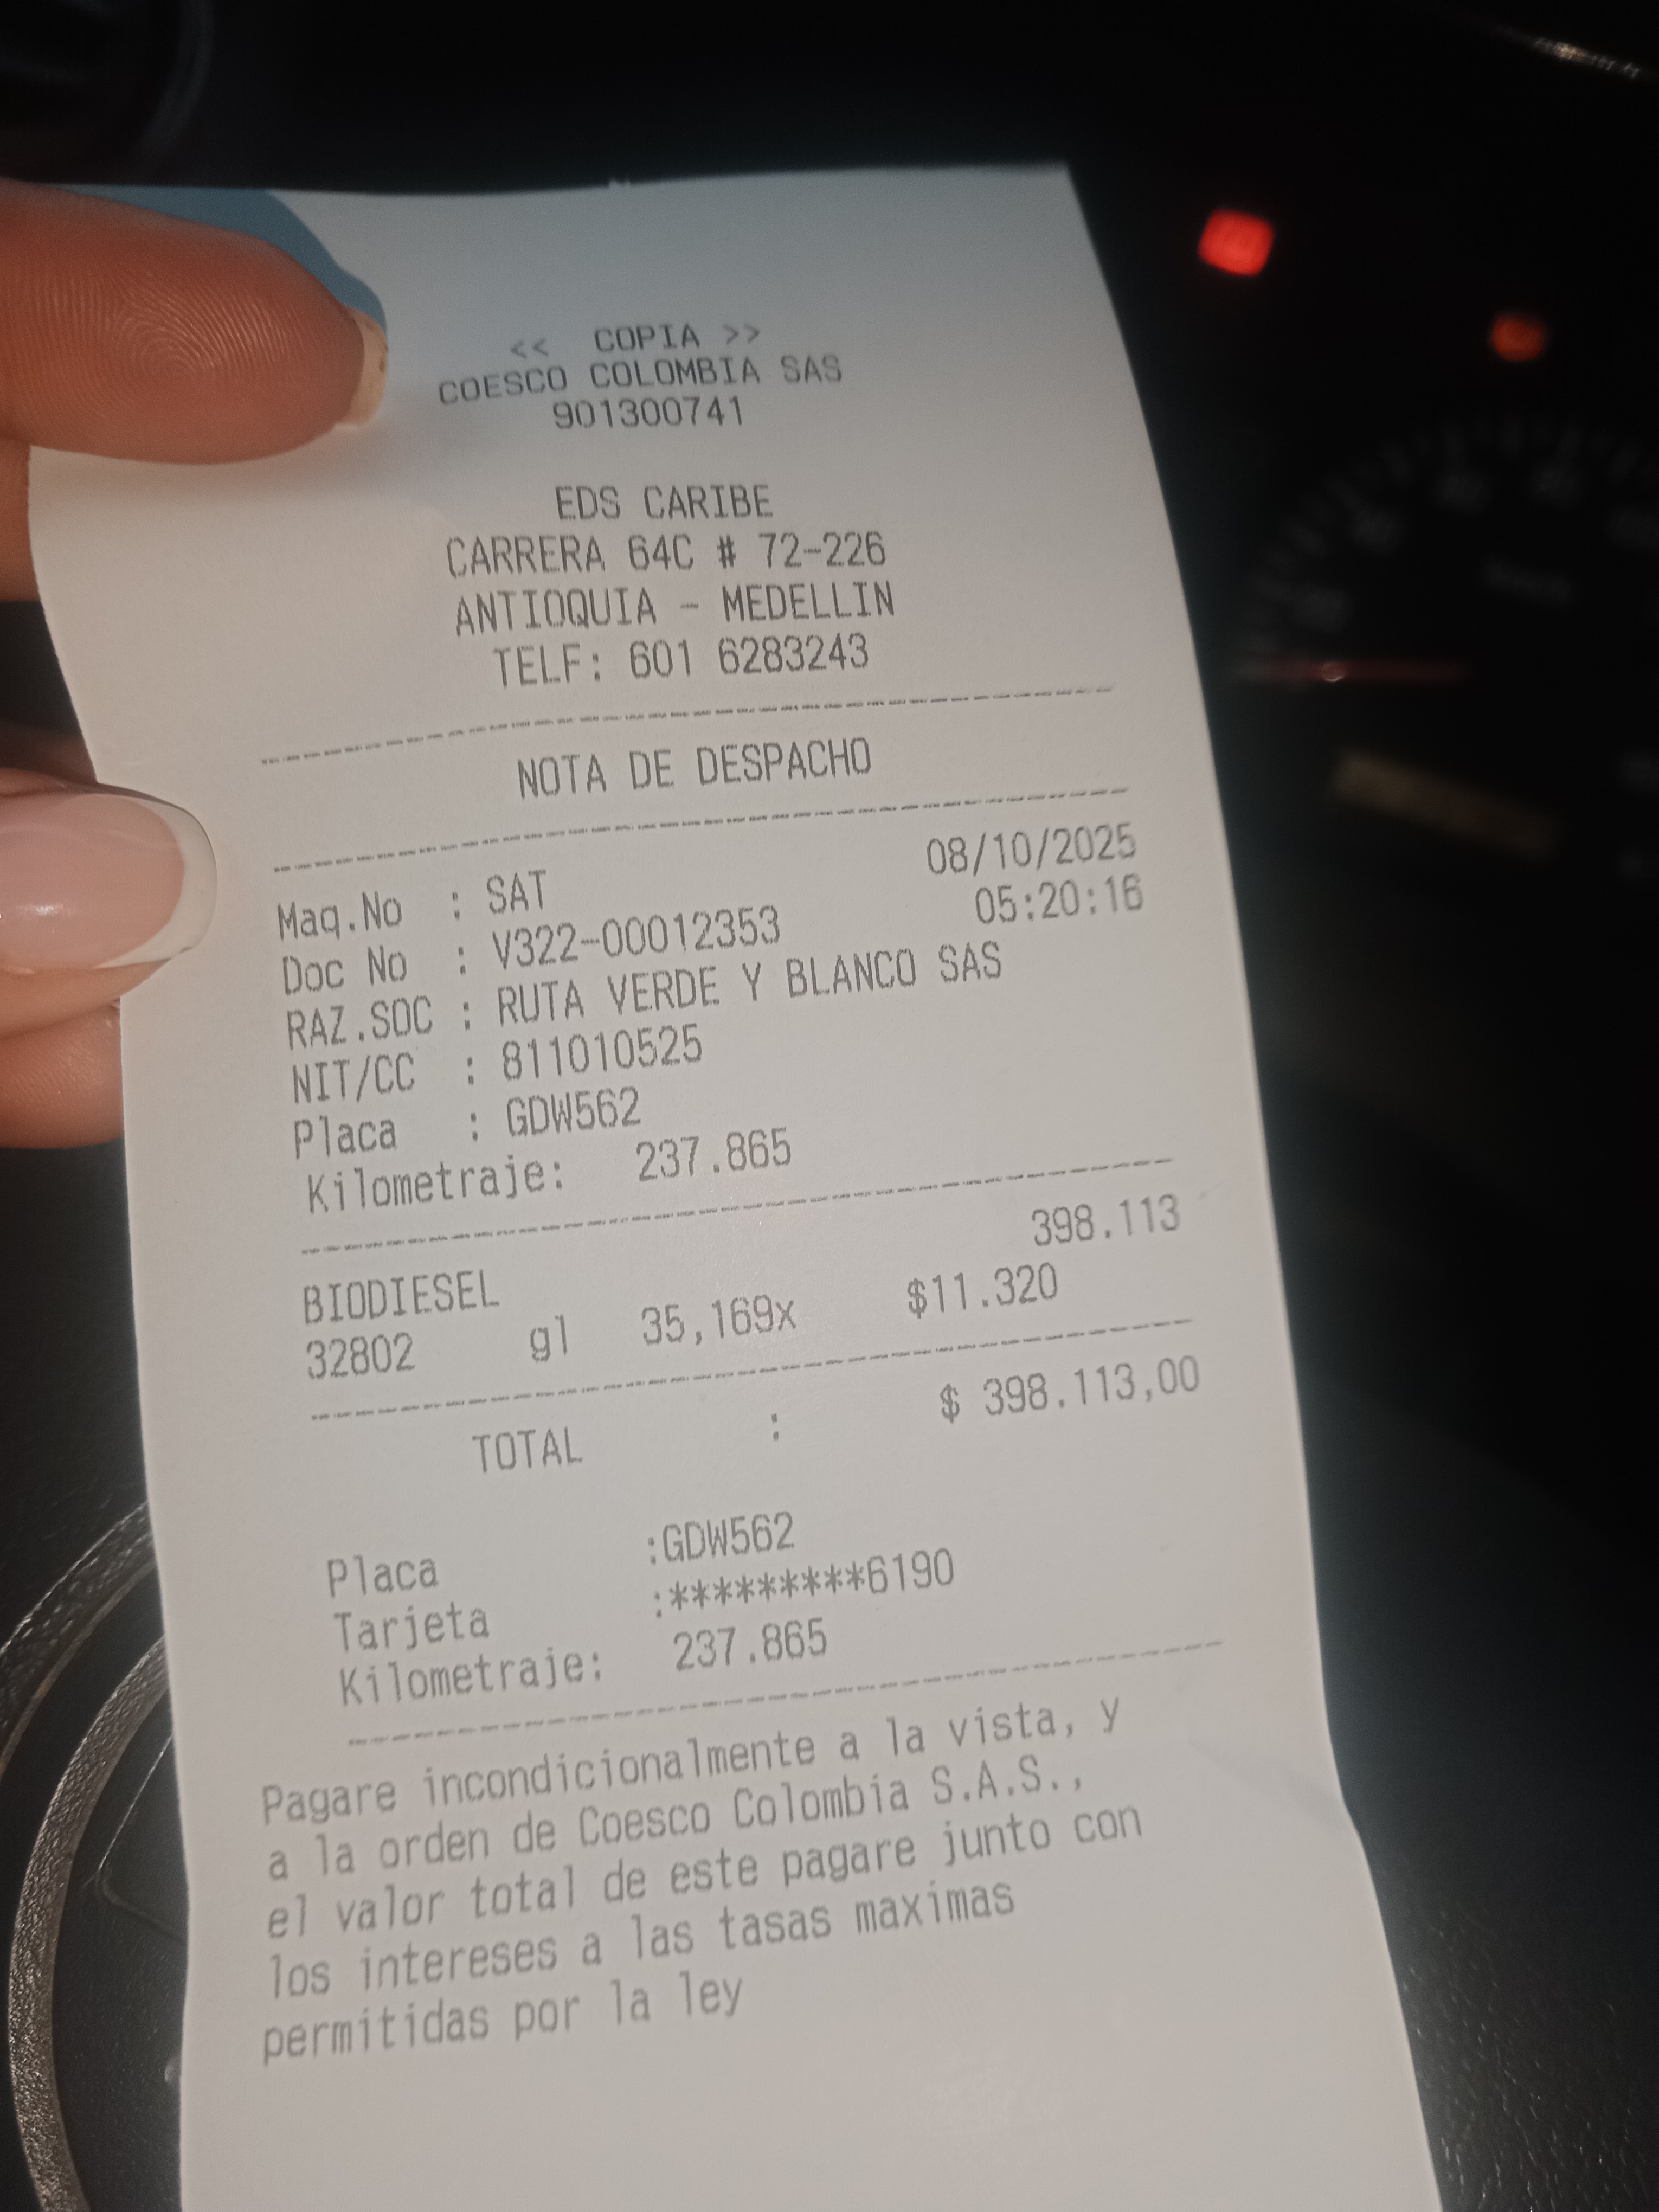 << COPIA >>
COESCO COLOMBIA SAS
901300741
EDS CARIBE
CARRERA 64C # 72-226
ANTIOQUIA - MEDELLIN
TELF: 601 6283243
NOTA DE DESPACHO
Maq.No : SAT 08/10/2025
Doc No : V322-00012353 05:20:16
RAZ.SOC : RUTA VERDE Y BLANCO SAS
NIT/CC : 811010525
Placa : GDW562
Kilometraje: 237.865
BIODIESEL 398.113
32802 gl 35,169x $11.320
TOTAL : $ 398.113,00
Placa :GDW562
Tarjeta :*********6190
Kilometraje: 237.865
Pagare incondicionalmente a la vista, y
a la orden de Coesco Colombia S.A.S.,
el valor total de este pagare junto con
los intereses a las tasas maximas
permitidas por la ley